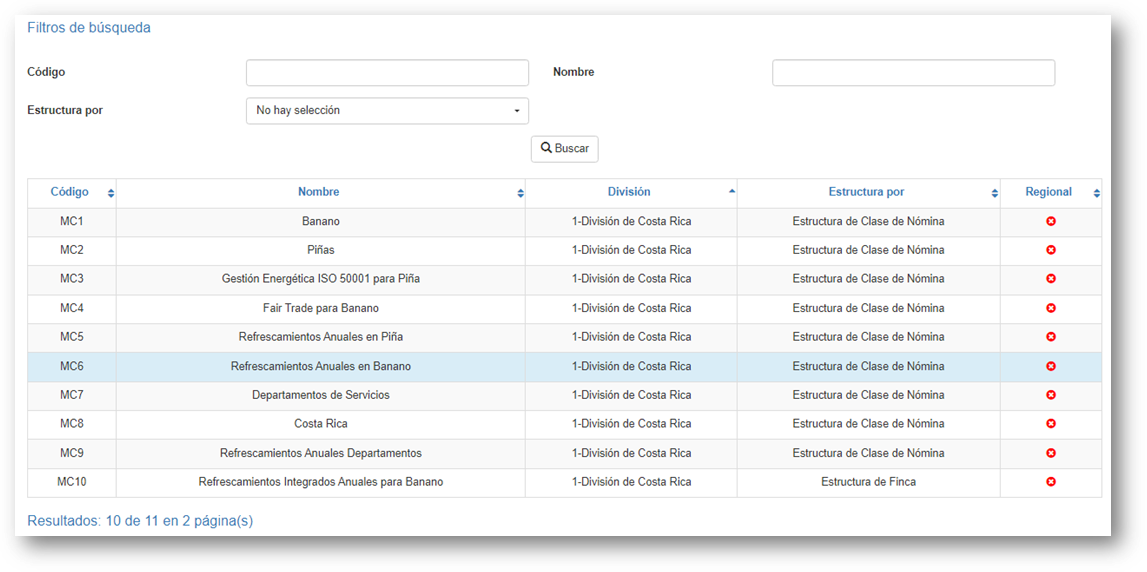 Filtros de búsqueda
Código Nombre
Estructura por No hay selección
Buscar
Código Nombre División Estructura por Regional
MC1 Banano 1-División de Costa Rica Estructura de Clase de Nómina
MC2 Piñas 1-División de Costa Rica Estructura de Clase de Nómina
MC3 Gestión Energética ISO 50001 para Piña 1-División de Costa Rica Estructura de Clase de Nómina
MC4 Fair Trade para Banano 1-División de Costa Rica Estructura de Clase de Nómina
MC5 Refrescamientos Anuales en Piña 1-División de Costa Rica Estructura de Clase de Nómina
MC6 Refrescamientos Anuales en Banano 1-División de Costa Rica Estructura de Clase de Nómina
MC7 Departamentos de Servicios 1-División de Costa Rica Estructura de Clase de Nómina
MC8 Costa Rica 1-División de Costa Rica Estructura de Clase de Nómina
MC9 Refrescamientos Anuales Departamentos 1-División de Costa Rica Estructura de Clase de Nómina
MC10 Refrescamientos Integrados Anuales para Banano 1-División de Costa Rica Estructura de Finca
Resultados: 10 de 11 en 2 página(s)